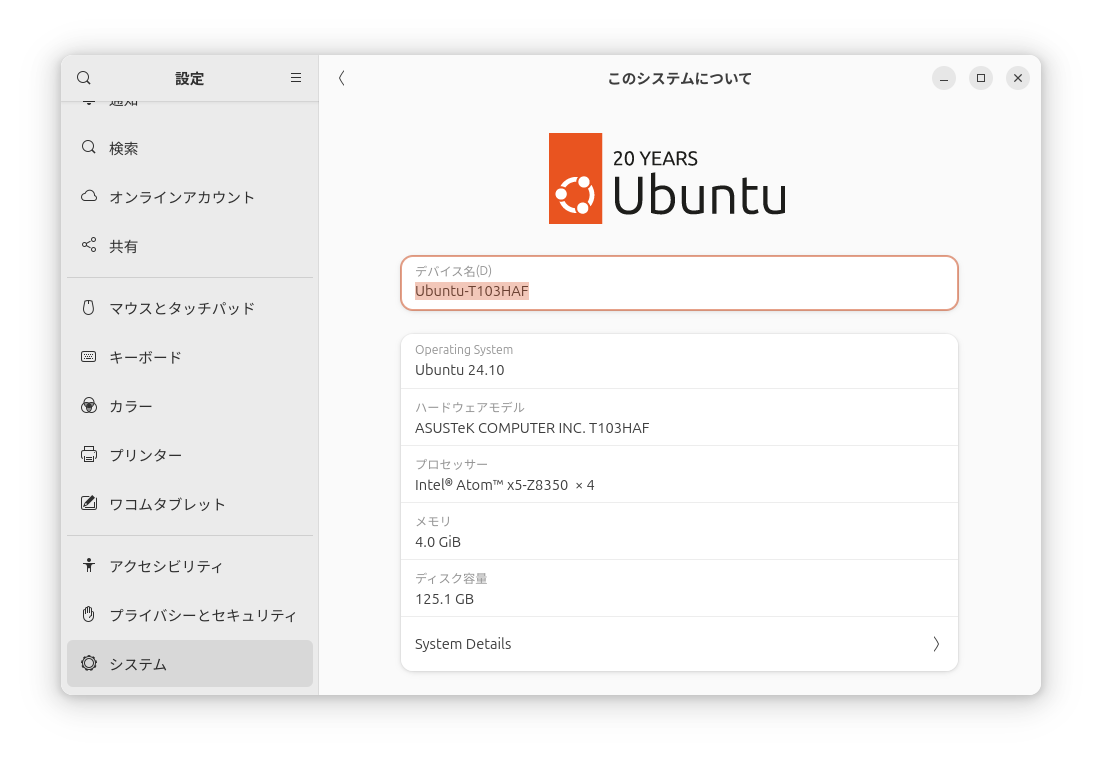 設定
通知
検索
オンラインアカウント
共有
マウスとタッチパッド
キーボード
カラー
プリンター
ワコムタブレット
アクセシビリティ
プライバシーとセキュリティ
システム
このシステムについて
20 YEARS
Ubuntu
デバイス名(D)
Ubuntu-T103HAF
Operating System
Ubuntu 24.10
ハードウェアモデル
ASUSTeK COMPUTER INC. T103HAF
プロセッサー
Intel® Atom™ x5-Z8350 × 4
メモリ
4.0 GiB
ディスク容量
125.1 GB
System Details